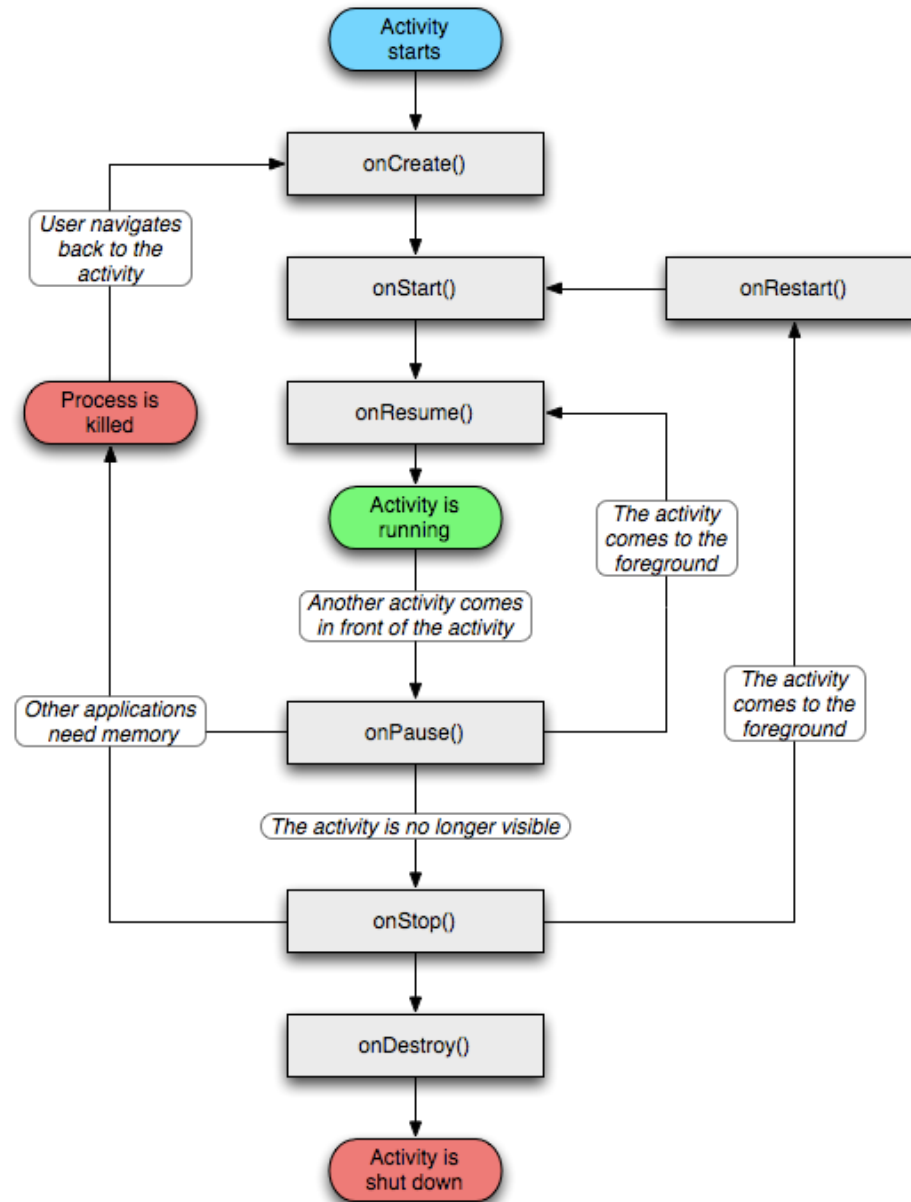 Activity
starts
onCreate()
User navigates
back to the
activity
onStart()
onRestart()
Process is
killed
onResume()
Activity is
running
The activity
comes to the
foreground
Another activity comes
in front of the activity
The activity
comes to the
foreground
Other applications
need memory
onPause()
The activity is no longer visible
onStop()
onDestroy()
Activity is
shut down